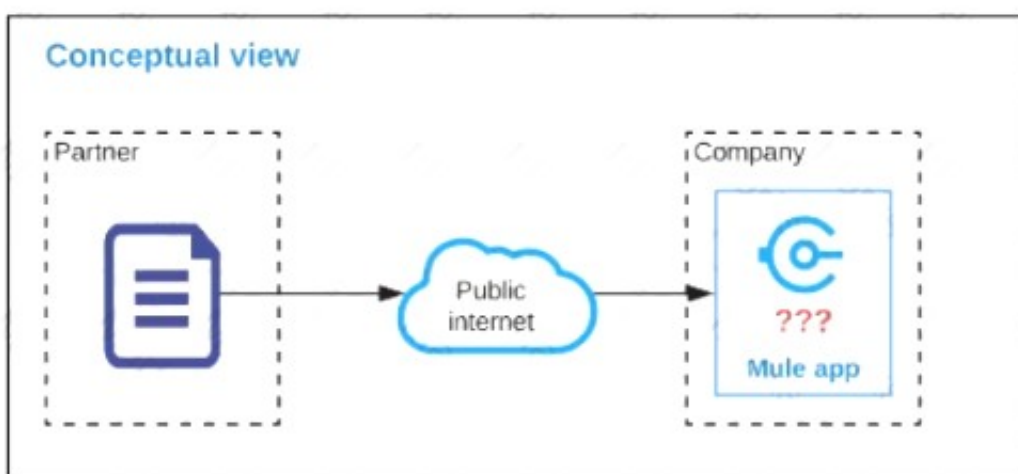 Conceptual view
Partner
Company
Public
internet
???
Mule app